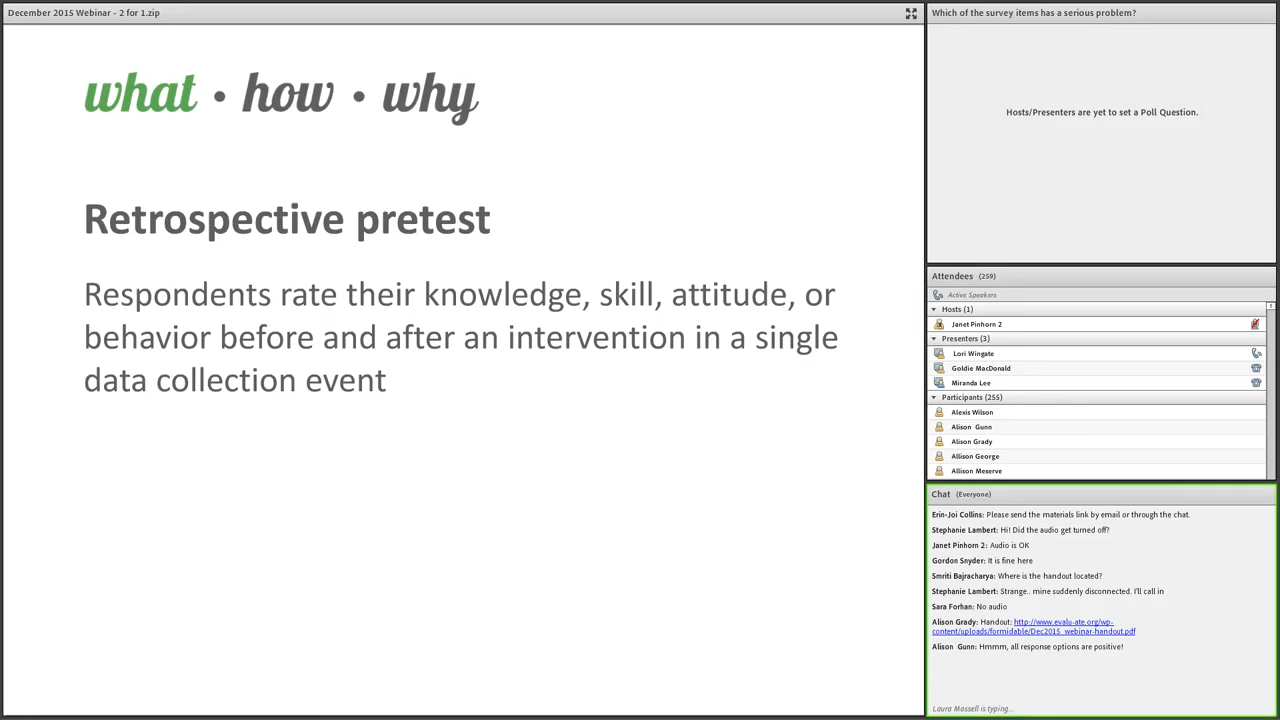 December 2015 Webinar - 2 for 1.zip
what • how • why
Retrospective pretest
Respondents rate their knowledge, skill, attitude, or
behavior before and after an intervention in a single
data collection event
Which of the survey items has a serious problem?
Hosts/Presenters are yet to set a Poll Question.
Attendees (259)
Active Speakers
Hosts (1)
Janet Pinhorn 2
Presenters (3)
Lori Wingate
Goldie MacDonald
Miranda Lee
Participants (255)
Alexis Wilson
Alison Gunn
Alison Grady
Allison George
Allison Meserve
Chat (Everyone)
Erin-Joi Collins: Please send the materials link by email or through the chat.
Stephanie Lambert: Hi! Did the audio get turned off?
Janet Pinhorn 2: Audio is OK
Gordon Snyder: It is fine here
Smriti Bajracharya: Where is the handout located?
Stephanie Lambert: Strange.. mine suddenly disconnected. I'll call in
Sara Forhan: No audio
Alison Grady: Handout: http://www.evalu-ate.org/wp-
content/uploads/formidable/Dec2015_webinar-handout.pdf
Alison Gunn: Hmmm, all response options are positive!
Laura Massell is typing...